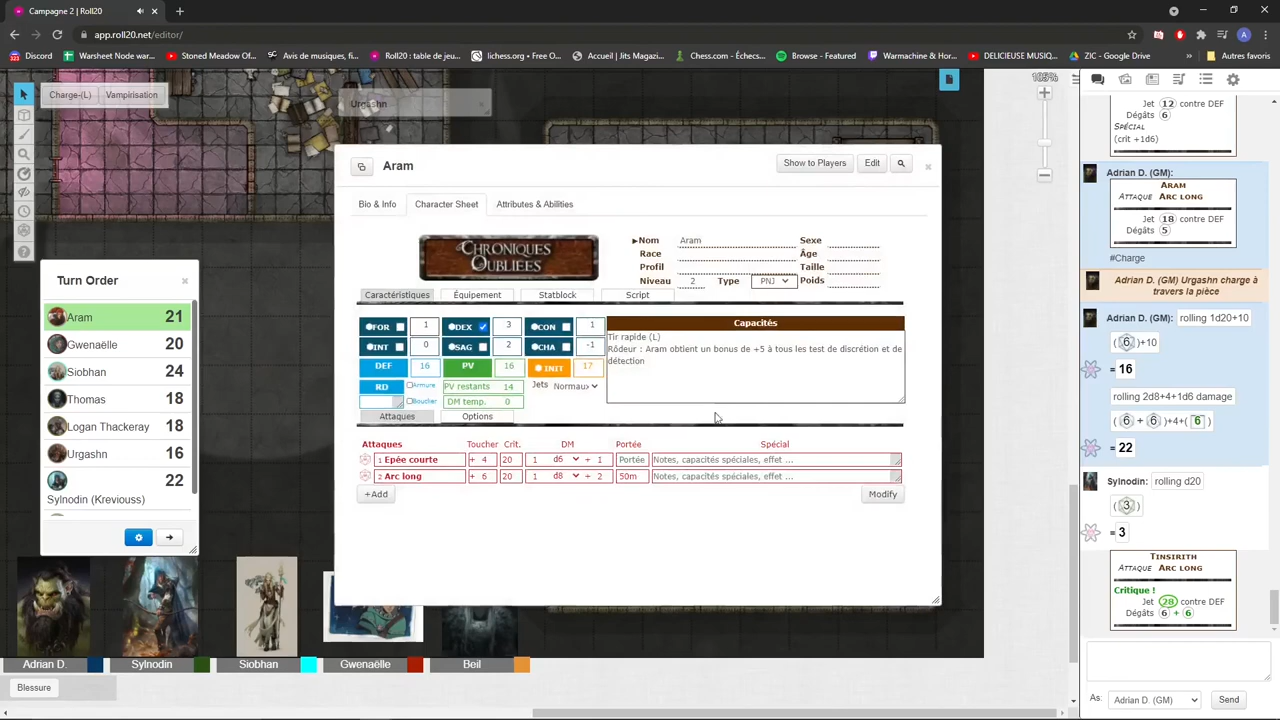 Campagne 2
app.roll20.net/editor/
Discord
Warsheet Node war...
Stoned Meadow Of...
Avis de musiques, fi...
Roll20 : table de jeu...
lichess.org • Free O...
Accueil | Jits Magazi...
Chess.com - Échecs...
Browse - Featured
Warmachine & Hor...
DELICIEUSE MUSIQ...
ZIC - Google Drive
Autres favoris
Charge-(L)
Vampirisation
Urgashn
105%
Aram
Show to Players
Edit
Bio & Info
Character Sheet
Attributes & Abilities
CHRONIQUES
OUBLIÉES
Nom Aram Sexe
Race Âge
Profil Taille
Niveau 2 Type PNJ Poids
Caractéristiques
Équipement
Statblock
Script
FOR 1 DEX 3 CON 1
INT 0 SAG 2 CHA -1
DEF 16 PV 16 INIT 17
RD Armure PV restants 14 Jets Normaux
Bouclier DM temp. 0
Capacités
Tir rapide (L)
Rôdeur : Aram obtient un bonus de +5 à tous les test de discrétion et de
détection
Attaques
Options
Attaques Toucher Crit. DM Portée Spécial
1 Epée courte + 4 20 1 d6 + 1 Portée Notes, capacités spéciales, effet ...
2 Arc long + 6 20 1 d8 + 2 50m Notes, capacités spéciales, effet ...
+Add
Modify
Turn Order
Aram 21
Gwenaëlle 20
Siobhan 24
Thomas 18
Logan Thackeray 18
Urgashn 16
22
Sylnodin (Kreviouss)
Adrian D.
Sylnodin
Siobhan
Gwenaëlle
Beil
Blessure
Jet 12 contre DEF
Dégâts 6
SPÉCIAL
(crit +1d6)
Adrian D. (GM):
ARAM
ATTAQUE ARC LONG
Jet 18 contre DEF
Dégâts 5
#Charge
Adrian D. (GM) Urgashn charge à
travers la pièce
Adrian D. (GM): rolling 1d20+10
(6)+10
= 16
rolling 2d8+4+1d6 damage
(6 + 6)+4+(6)
= 22
Sylnodin: rolling d20
(3)
= 3
TINSIRITH
ATTAQUE ARC LONG
Critique !
Jet 28 contre DEF
Dégâts 6 + 6
As: Adrian D. (GM)
Send